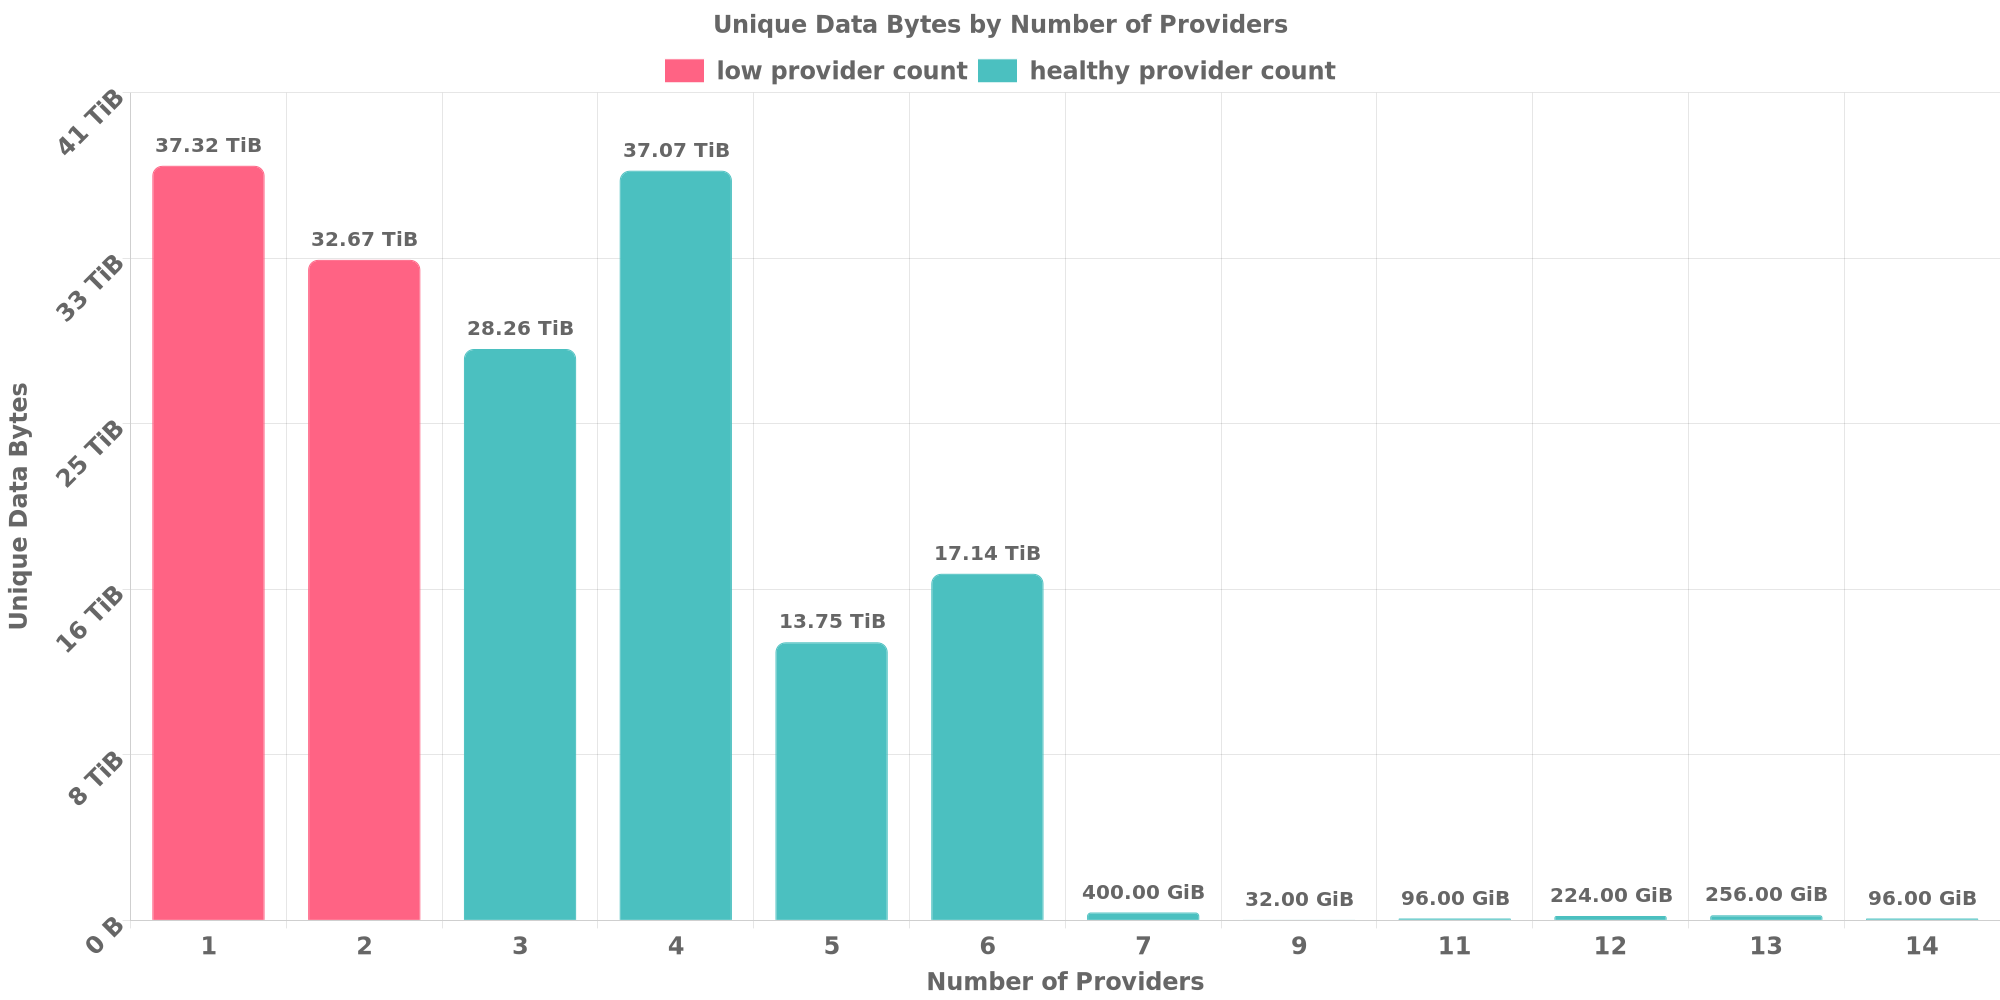 Unique Data Bytes by Number of Providers
low provider count healthy provider count
41 TiB
33 TiB
25 TiB
16 TiB
8 TiB
0 B
Unique Data Bytes
37.32 TiB
32.67 TiB
28.26 TiB
37.07 TiB
13.75 TiB
17.14 TiB
400.00 GiB
32.00 GiB
96.00 GiB
224.00 GiB
256.00 GiB
96.00 GiB
1 2 3 4 5 6 7 9 11 12 13 14
Number of Providers